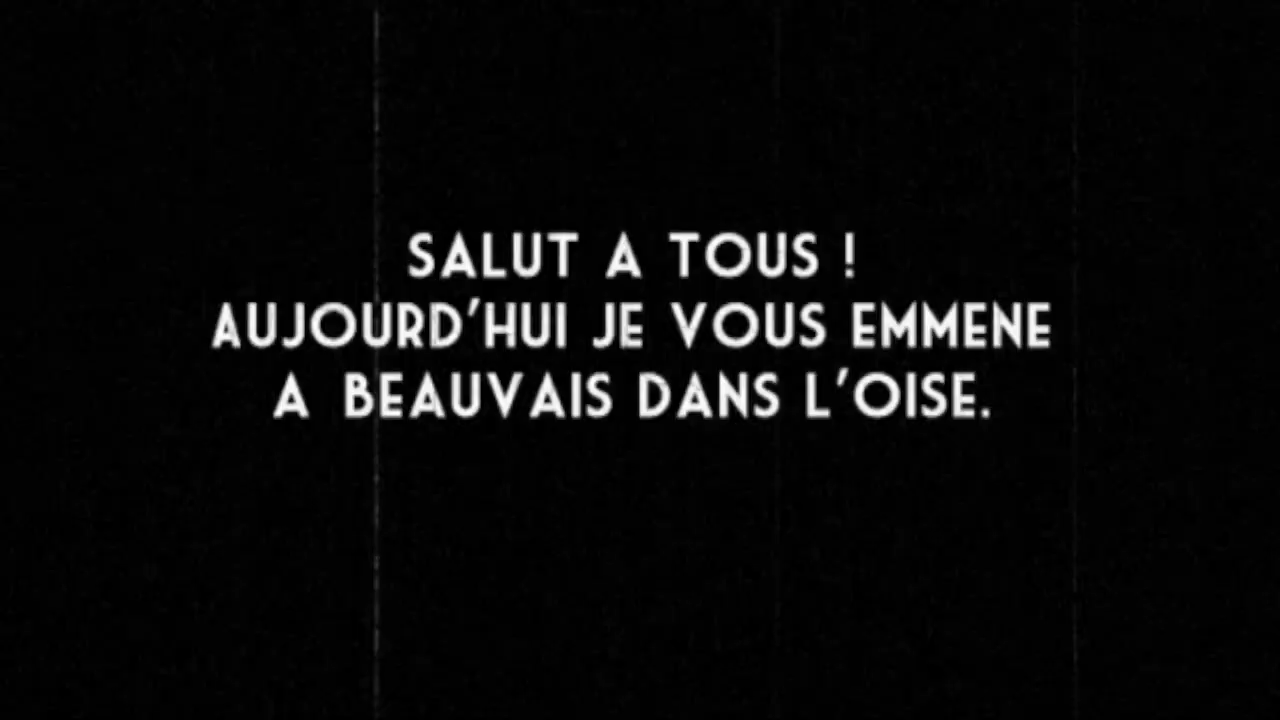 SALUT A TOUS !
AUJOURD'HUI JE VOUS EMMENE
A BEAUVAIS DANS L'OISE.